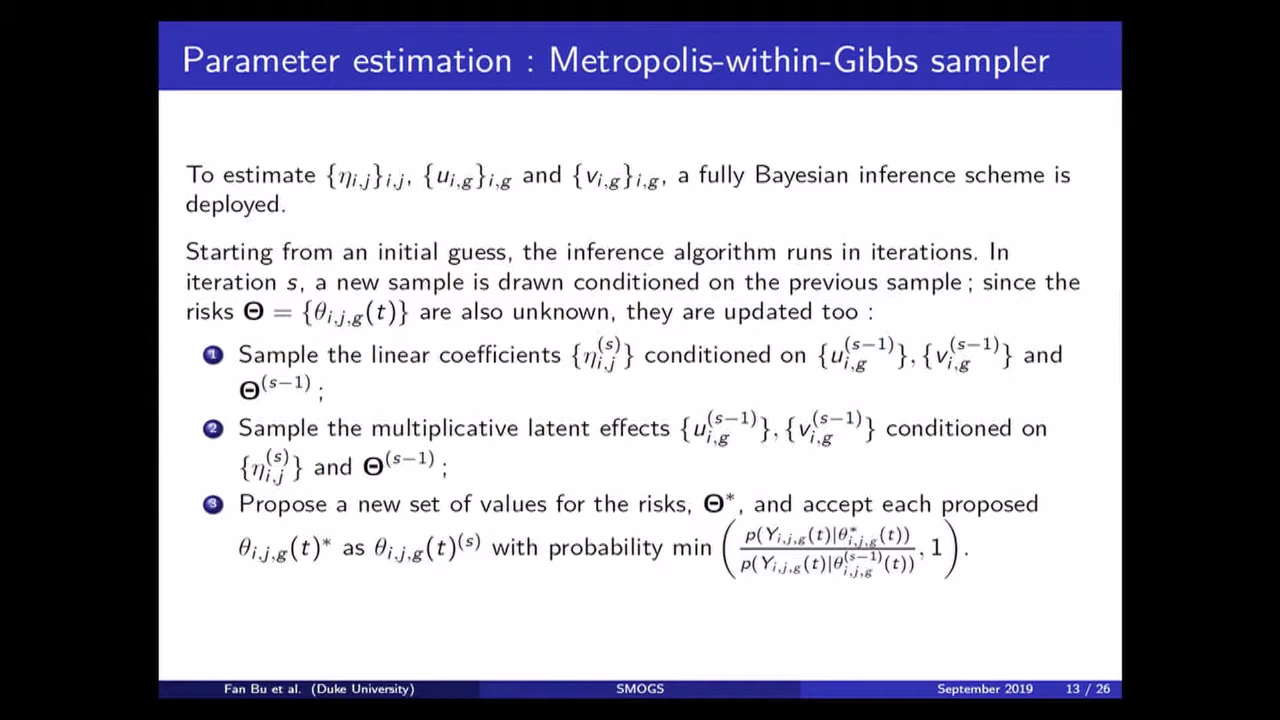 Parameter estimation : Metropolis-within-Gibbs sampler
To estimate {η_{i,j}}_{i,j}, {u_{i,g}}_{i,g} and {v_{i,g}}_{i,g}, a fully Bayesian inference scheme is
deployed.
Starting from an initial guess, the inference algorithm runs in iterations. In
iteration s, a new sample is drawn conditioned on the previous sample ; since the
risks Θ = {θ_{i,j,g}(t)} are also unknown, they are updated too :
1 Sample the linear coefficients {η_{i,j}^{(s)}} conditioned on {u_{i,g}^{(s−1)}}, {v_{i,g}^{(s−1)}} and
Θ^{(s−1)} ;
2 Sample the multiplicative latent effects {u_{i,g}^{(s−1)}}, {v_{i,g}^{(s−1)}} conditioned on
{η_{i,j}^{(s)}} and Θ^{(s−1)} ;
3 Propose a new set of values for the risks, Θ*, and accept each proposed
θ_{i,j,g}(t)* as θ_{i,j,g}(t)^{(s)} with probability min ( p(Y_{i,j,g}(t)|θ*_{i,j,g}(t)) / p(Y_{i,j,g}(t)|θ_{i,j,g}^{(s−1)}(t)) , 1 ) .
Fan Bu et al. (Duke University) SMOGS September 2019 13 / 26